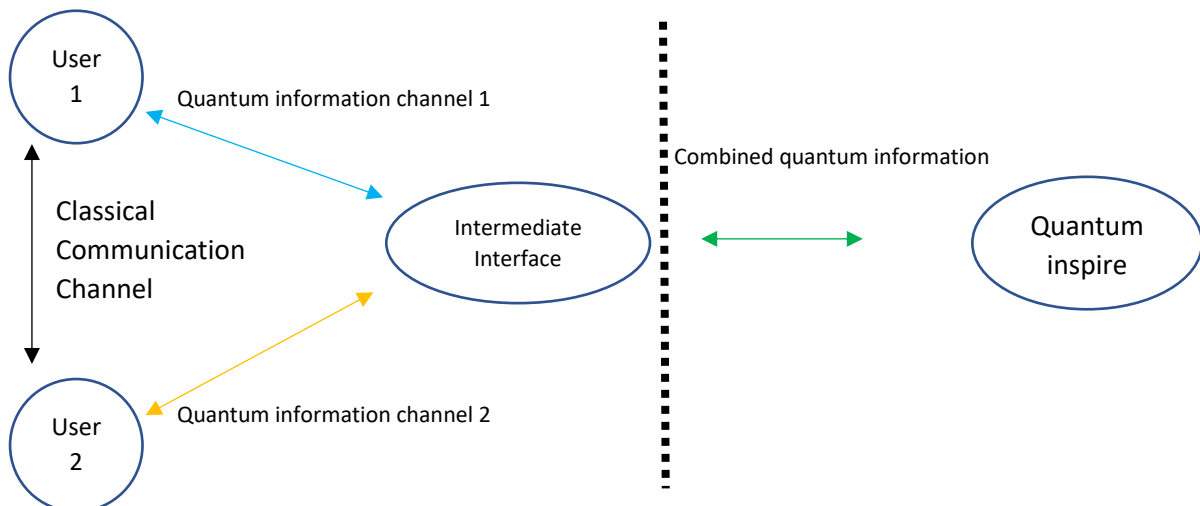 User
1
Quantum information channel 1
Combined quantum information
Classical
Communication
Channel
Intermediate
Interface
Quantum
inspire
Quantum information channel 2
User
2